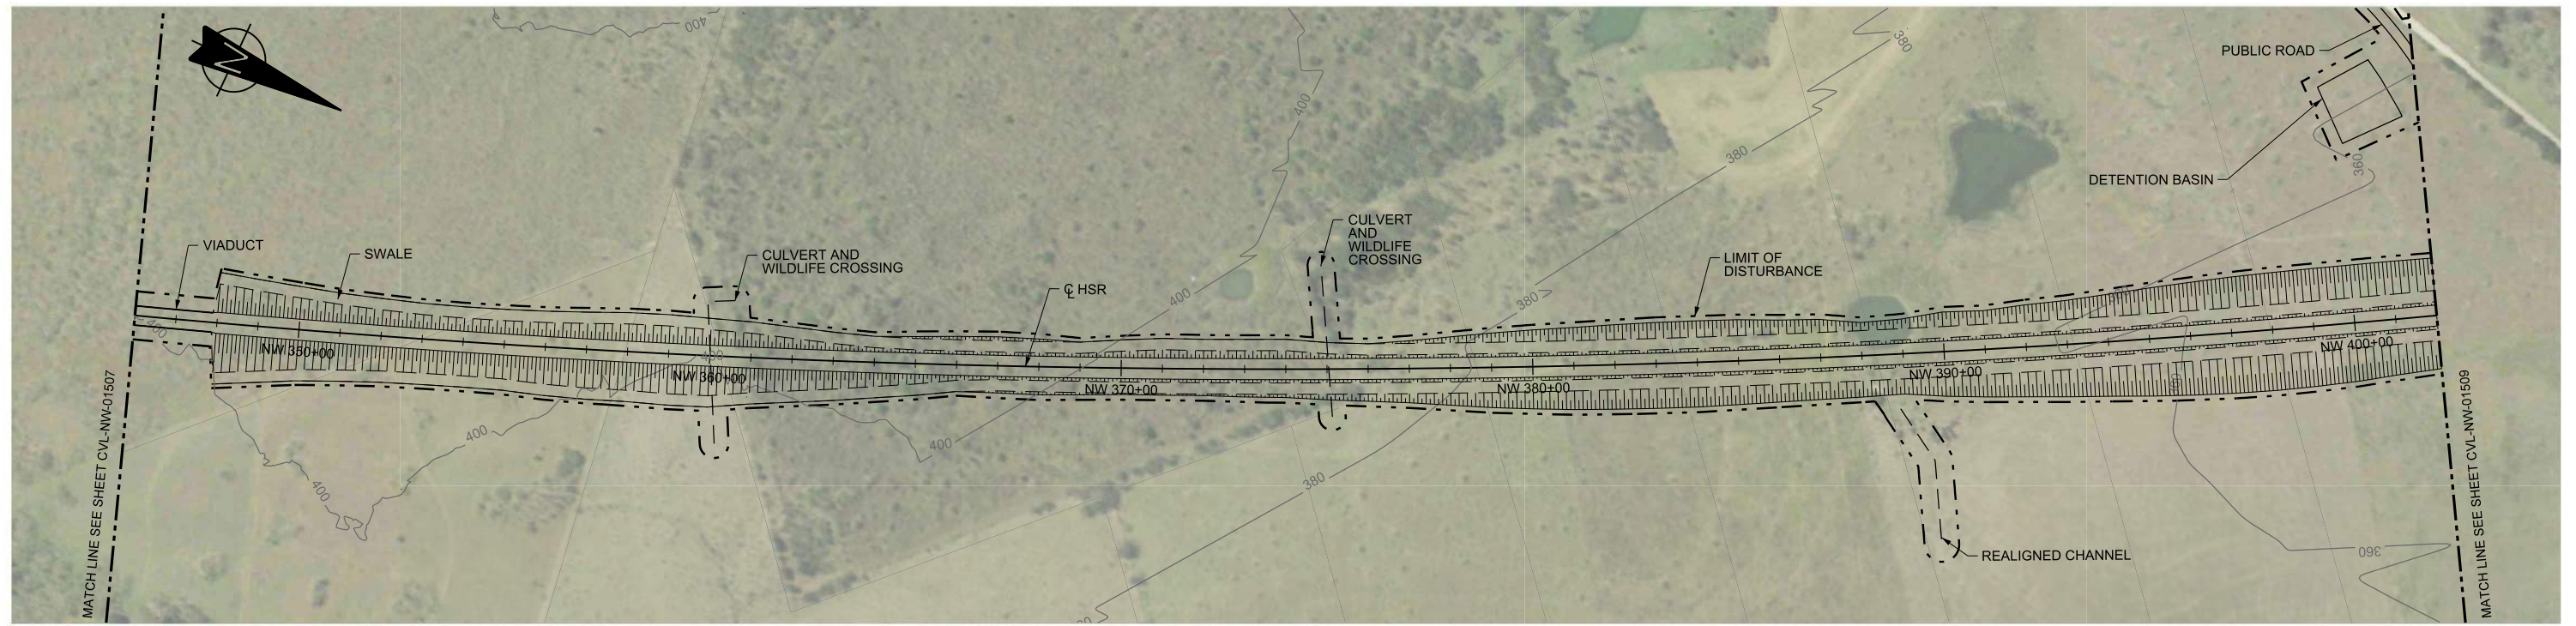 400
380
PUBLIC ROAD
400
380
360
DETENTION BASIN
CULVERT
AND
WILDLIFE
CROSSING
VIADUCT
SWALE
CULVERT AND
WILDLIFE CROSSING
LIMIT OF
DISTURBANCE
℄ HSR
400
380
400
NW 350+00
400
NW 360+00
NW 370+00
NW 380+00
NW 390+00
NW 400+00
400
400
400
380
360
REALIGNED CHANNEL
MATCH LINE SEE SHEET CVL-NW-01507
MATCH LINE SEE SHEET CVL-NW-01509